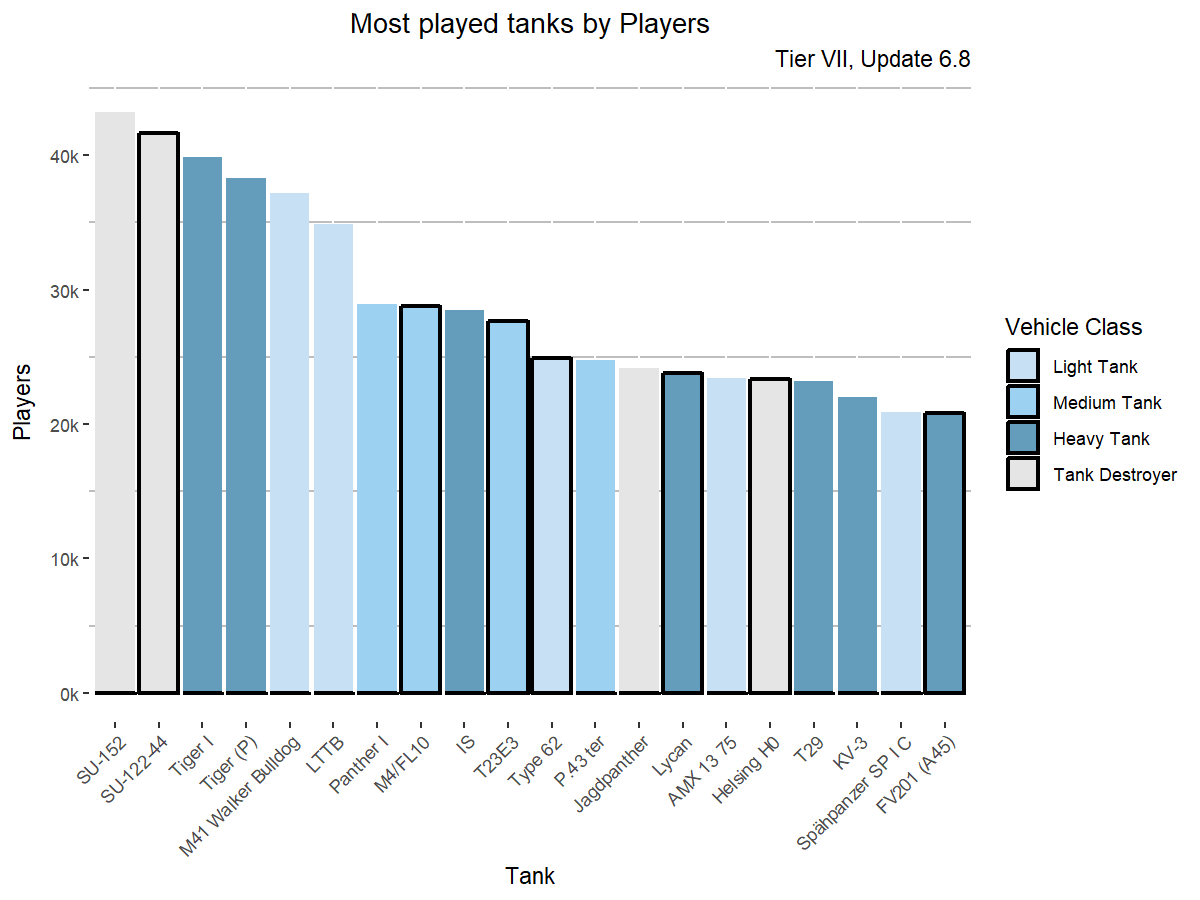 Most played tanks by Players
Tier VII, Update 6.8
Players
40k
30k
20k
10k
0k
SU-152
SU-122-44
Tiger I
Tiger (P)
M41 Walker Bulldog
LTTB
Panther I
M4/FL10
IS
T23E3
Type 62
P.43 ter
Jagdpanther
Lycan
AMX 13 75
Helsing H0
T29
KV-3
Spähpanzer SP I C
FV201 (A45)
Tank
Vehicle Class
Light Tank
Medium Tank
Heavy Tank
Tank Destroyer